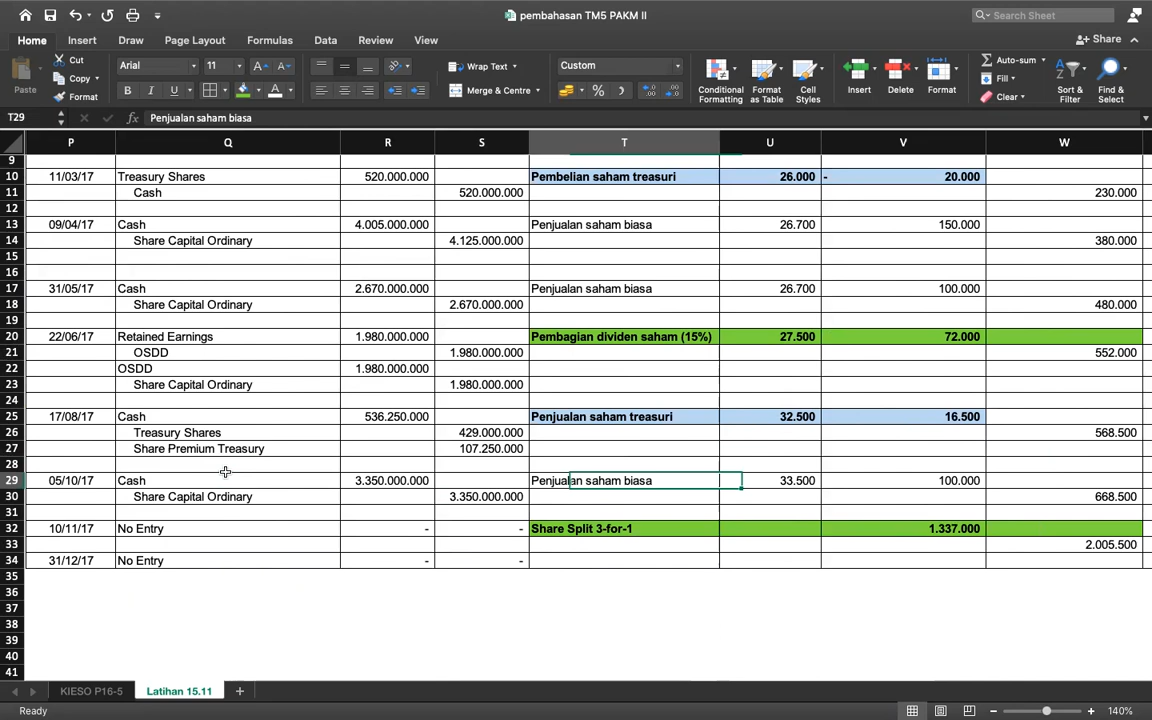 pembahasan TM5 PAKM II
Search Sheet
Home Insert Draw Page Layout Formulas Data Review View
Share
Paste
Cut
Copy
Format
Arial 11
B I U
A
Wrap Text
Merge & Centre
Custom
%
Conditional Formatting
Format as Table
Cell Styles
Insert
Delete
Format
Auto-sum
Fill
Clear
Sort & Filter
Find & Select
T29 fx Penjualan saham biasa
P Q R S T U V W
9
10 11/03/17 Treasury Shares 520.000.000 Pembelian saham treasuri 26.000 - 20.000
11 Cash 520.000.000 230.000
12
13 09/04/17 Cash 4.005.000.000 Penjualan saham biasa 26.700 150.000
14 Share Capital Ordinary 4.125.000.000 380.000
15
16
17 31/05/17 Cash 2.670.000.000 Penjualan saham biasa 26.700 100.000
18 Share Capital Ordinary 2.670.000.000 480.000
19
20 22/06/17 Retained Earnings 1.980.000.000 Pembagian dividen saham (15%) 27.500 72.000
21 OSDD 1.980.000.000 552.000
22 OSDD 1.980.000.000
23 Share Capital Ordinary 1.980.000.000
24
25 17/08/17 Cash 536.250.000 Penjualan saham treasuri 32.500 16.500
26 Treasury Shares 429.000.000 568.500
27 Share Premium Treasury 107.250.000
28
29 05/10/17 Cash 3.350.000.000 Penjualan saham biasa 33.500 100.000
30 Share Capital Ordinary 3.350.000.000 668.500
31
32 10/11/17 No Entry - - Share Split 3-for-1 1.337.000
33 2.005.500
34 31/12/17 No Entry - -
35
36
37
38
39
40
41
KIESO P16-5 Latihan 15.11 +
Ready 140%